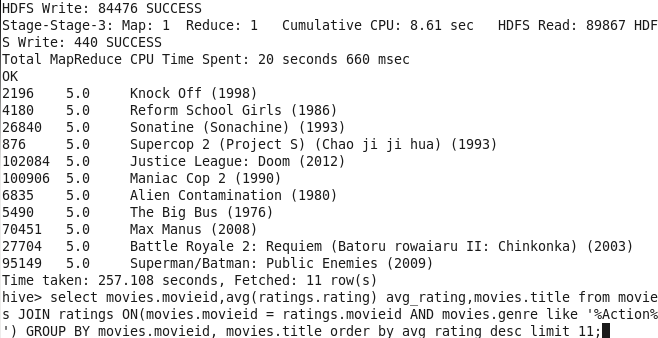 HDFS Write: 84476 SUCCESS
Stage-Stage-3: Map: 1  Reduce: 1   Cumulative CPU: 8.61 sec   HDFS Read: 89867 HDF
S Write: 440 SUCCESS
Total MapReduce CPU Time Spent: 20 seconds 660 msec
OK
2196    5.0     Knock Off (1998)
4180    5.0     Reform School Girls (1986)
26840   5.0     Sonatine (Sonachine) (1993)
876     5.0     Supercop 2 (Project S) (Chao ji ji hua) (1993)
102084  5.0     Justice League: Doom (2012)
100906  5.0     Maniac Cop 2 (1990)
6835    5.0     Alien Contamination (1980)
5490    5.0     The Big Bus (1976)
70451   5.0     Max Manus (2008)
27704   5.0     Battle Royale 2: Requiem (Batoru rowaiaru II: Chinkonka) (2003)
95149   5.0     Superman/Batman: Public Enemies (2009)
Time taken: 257.108 seconds, Fetched: 11 row(s)
hive> select movies.movieid,avg(ratings.rating) avg_rating,movies.title from movie
s JOIN ratings ON(movies.movieid = ratings.movieid AND movies.genre like '%Action%
') GROUP BY movies.movieid, movies.title order by avg_rating desc limit 11;